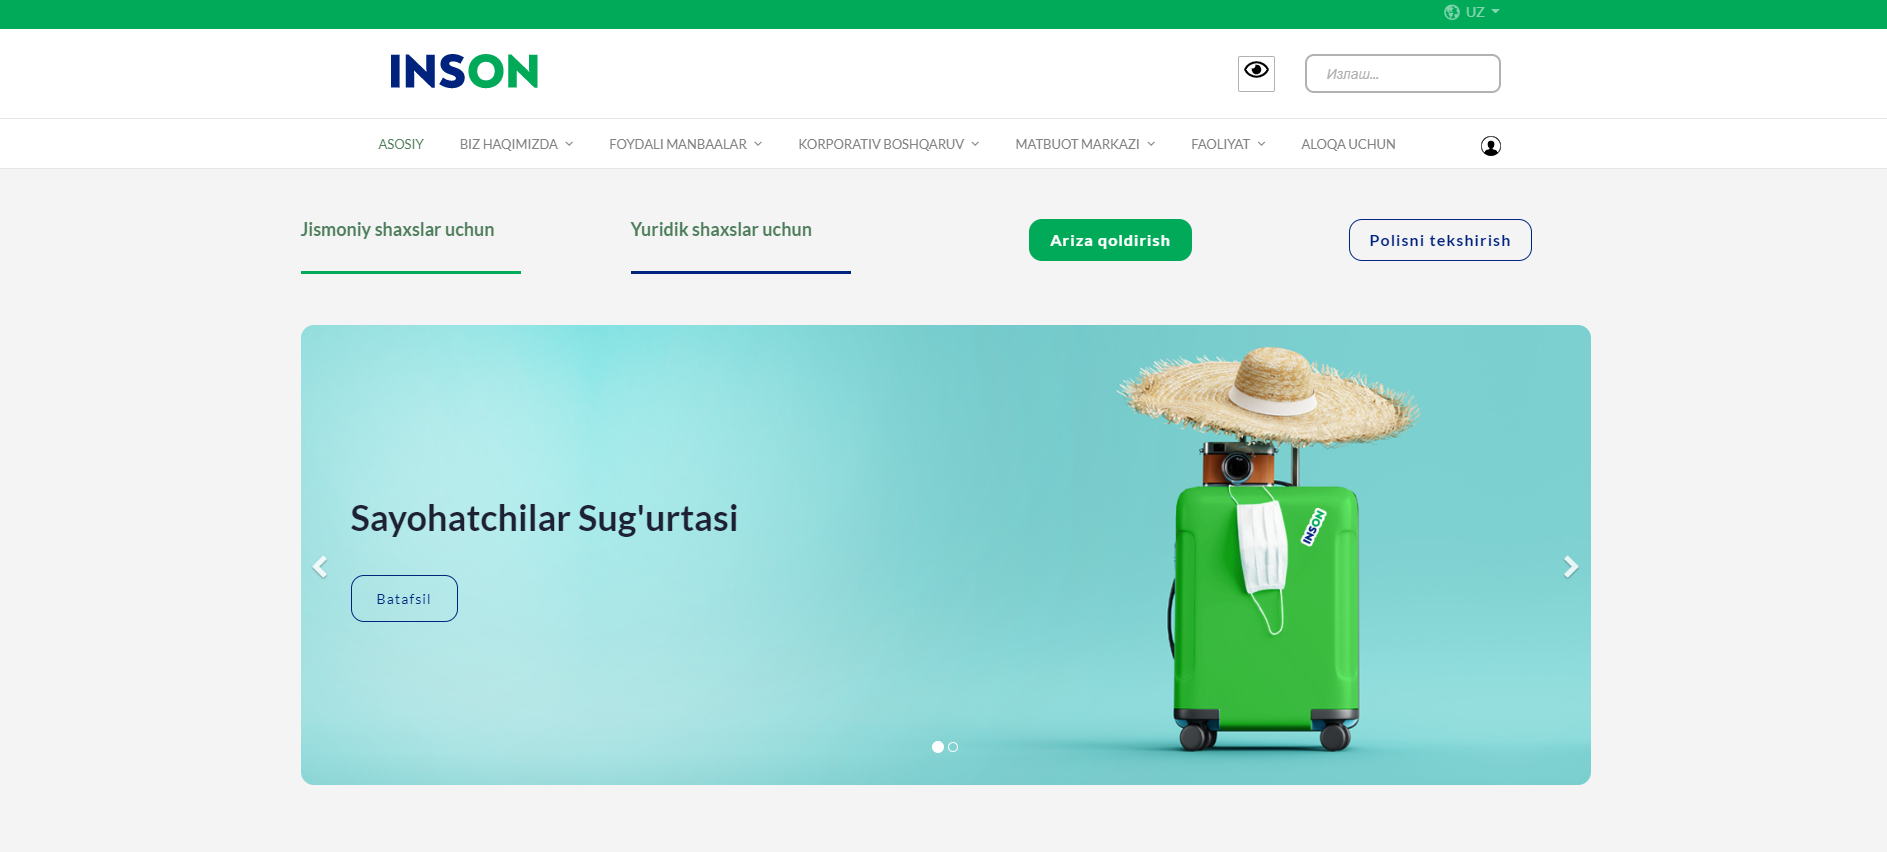 UZ
INSON
Излаш...
ASOSIY
BIZ HAQIMIZDA
FOYDALI MANBAALAR
KORPORATIV BOSHQARUV
MATBUOT MARKAZI
FAOLIYAT
ALOQA UCHUN
Jismoniy shaxslar uchun
Yuridik shaxslar uchun
Ariza qoldirish
Polisni tekshirish
Sayohatchilar Sug'urtasi
Batafsil
INSON